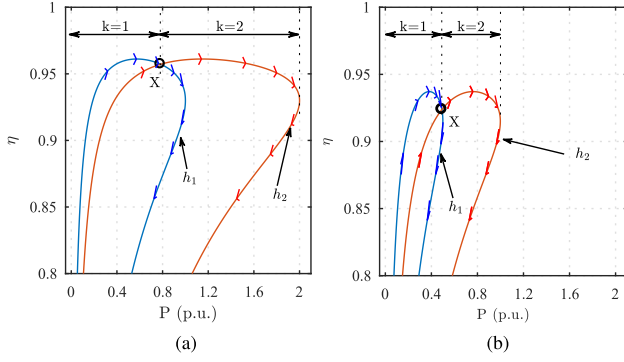 k=1 k=2
X
h₁
h₂
η
0.95
0.9
0.85
0.8
0 0.4 0.8 1.2 1.6 2
P (p.u.)
(a)
k=1 k=2
X
h₁
h₂
η
0.95
0.9
0.85
0.8
0 0.4 0.8 1.2 1.6 2
P (p.u.)
(b)